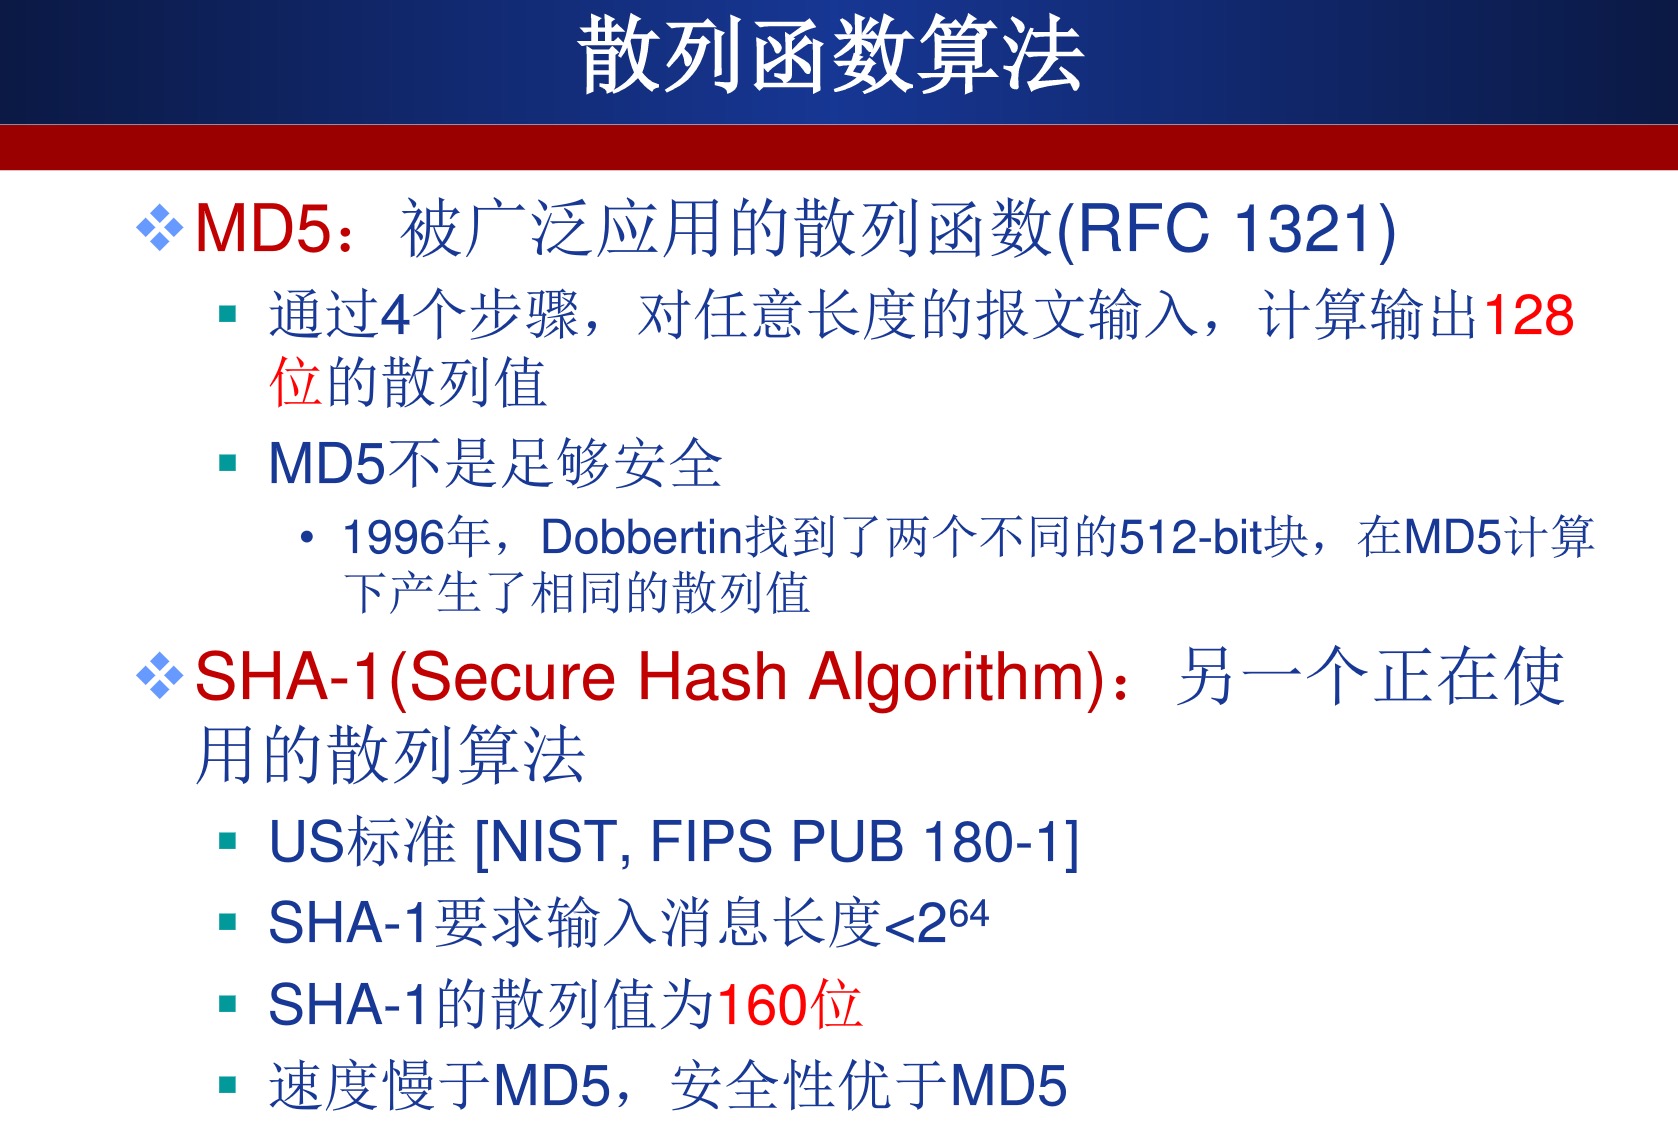 散列函数算法
MD5：被广泛应用的散列函数(RFC 1321)
通过4个步骤，对任意长度的报文输入，计算输出128
位的散列值
MD5不是足够安全
• 1996年，Dobbertin找到了两个不同的512-bit块，在MD5计算
下产生了相同的散列值
SHA-1(Secure Hash Algorithm)：另一个正在使
用的散列算法
US标准 [NIST, FIPS PUB 180-1]
SHA-1要求输入消息长度<2⁶⁴
SHA-1的散列值为160位
速度慢于MD5，安全性优于MD5